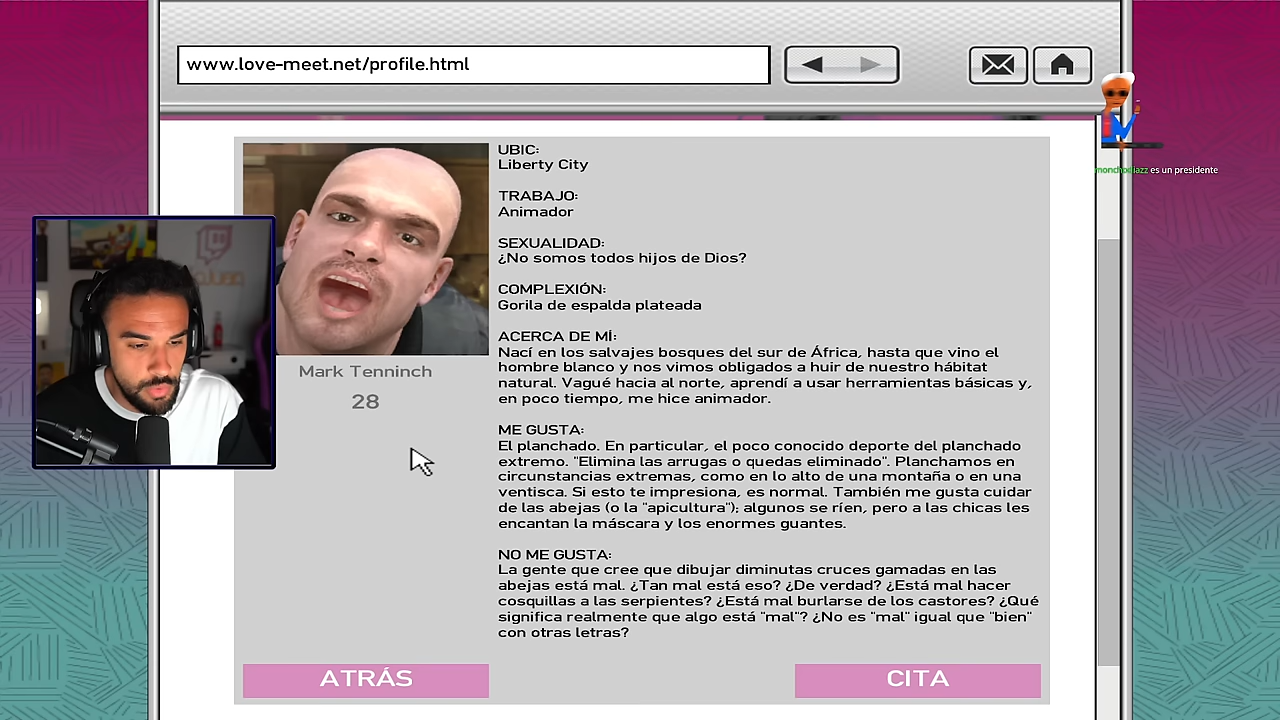 www.love-meet.net/profile.html
monchodjazz es un presidente
UBIC:
Liberty City
TRABAJO:
Animador
SEXUALIDAD:
¿No somos todos hijos de Dios?
COMPLEXIÓN:
Gorila de espalda plateada
ACERCA DE MÍ:
Nací en los salvajes bosques del sur de África, hasta que vino el
hombre blanco y nos vimos obligados a huir de nuestro hábitat
natural. Vagué hacia al norte, aprendí a usar herramientas básicas y,
en poco tiempo, me hice animador.
ME GUSTA:
El planchado. En particular, el poco conocido deporte del planchado
extremo. "Elimina las arrugas o quedas eliminado". Planchamos en
circunstancias extremas, como en lo alto de una montaña o en una
ventisca. Si esto te impresiona, es normal. También me gusta cuidar
de las abejas (o la "apicultura"); algunos se ríen, pero a las chicas les
encantan la máscara y los enormes guantes.
NO ME GUSTA:
La gente que cree que dibujar diminutas cruces gamadas en las
abejas está mal. ¿Tan mal está eso? ¿De verdad? ¿Está mal hacer
cosquillas a las serpientes? ¿Está mal burlarse de los castores? ¿Qué
significa realmente que algo está "mal"? ¿No es "mal" igual que "bien"
con otras letras?
Mark Tenninch
28
ATRÁS
CITA